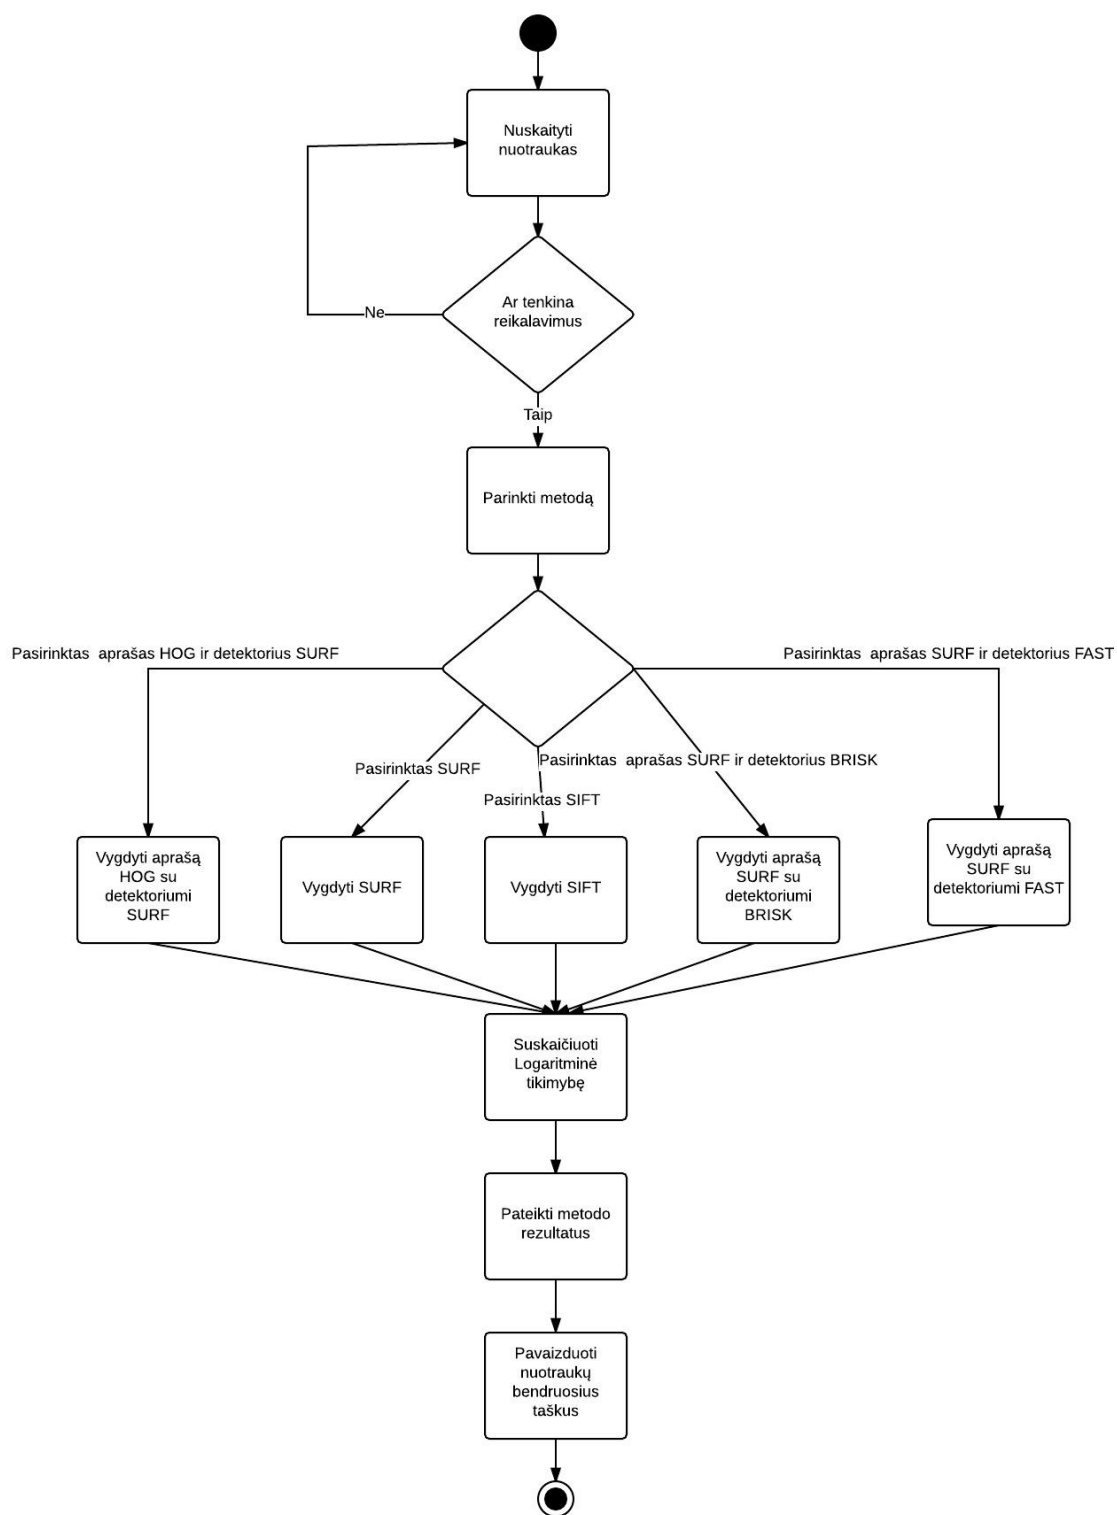 Nuskaityti
nuotraukas
Ar tenkina
reikalavimus
Ne
Taip
Parinkti metodą
Pasirinktas aprašas HOG ir detektorius SURF
Pasirinktas aprašas SURF ir detektorius FAST
Pasirinktas SURF
Pasirinktas aprašas SURF ir detektorius BRISK
Pasirinktas SIFT
Vygdyti aprašą
HOG su
detektoriumi
SURF
Vygdyti SURF
Vygdyti SIFT
Vygdyti aprašą
SURF su
detektoriumi
BRISK
Vygdyti aprašą
SURF su
detektoriumi FAST
Suskaičiuoti
Logaritminė
tikimybę
Pateikti metodo
rezultatus
Pavaizduoti
nuotraukų
bendruosius
taškus